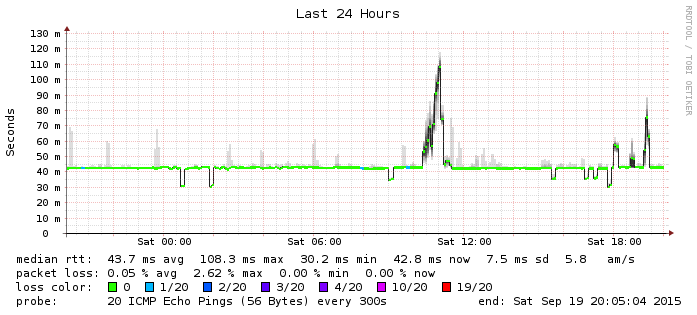 Last 24 Hours
RRDTOOL / TOBI OETIKER
Seconds
130 m
120 m
110 m
100 m
90 m
80 m
70 m
60 m
50 m
40 m
30 m
20 m
10 m
0
Sat 00:00 Sat 06:00 Sat 12:00 Sat 18:00
median rtt: 43.7 ms avg 108.3 ms max 30.2 ms min 42.8 ms now 7.5 ms sd 5.8 am/s
packet loss: 0.05 % avg 2.62 % max 0.00 % min 0.00 % now
loss color: 0 1/20 2/20 3/20 4/20 10/20 19/20
probe: 20 ICMP Echo Pings (56 Bytes) every 300s end: Sat Sep 19 20:05:04 2015